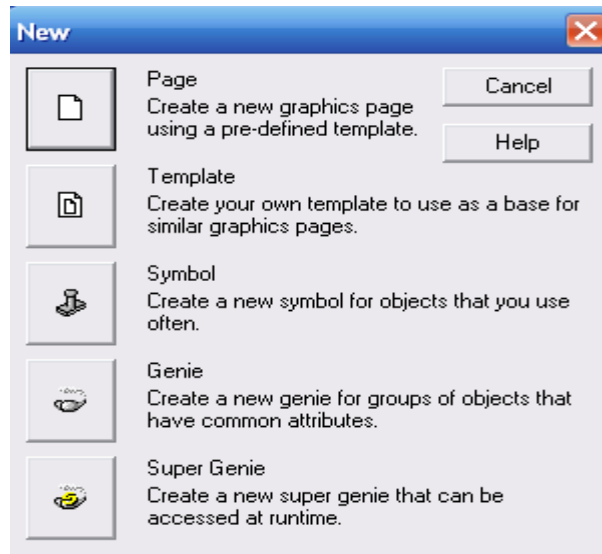 New
Page
Create a new graphics page
using a pre-defined template.
Cancel
Help
Template
Create your own template to use as a base for
similar graphics pages.
Symbol
Create a new symbol for objects that you use
often.
Genie
Create a new genie for groups of objects that
have common attributes.
Super Genie
Create a new super genie that can be
accessed at runtime.